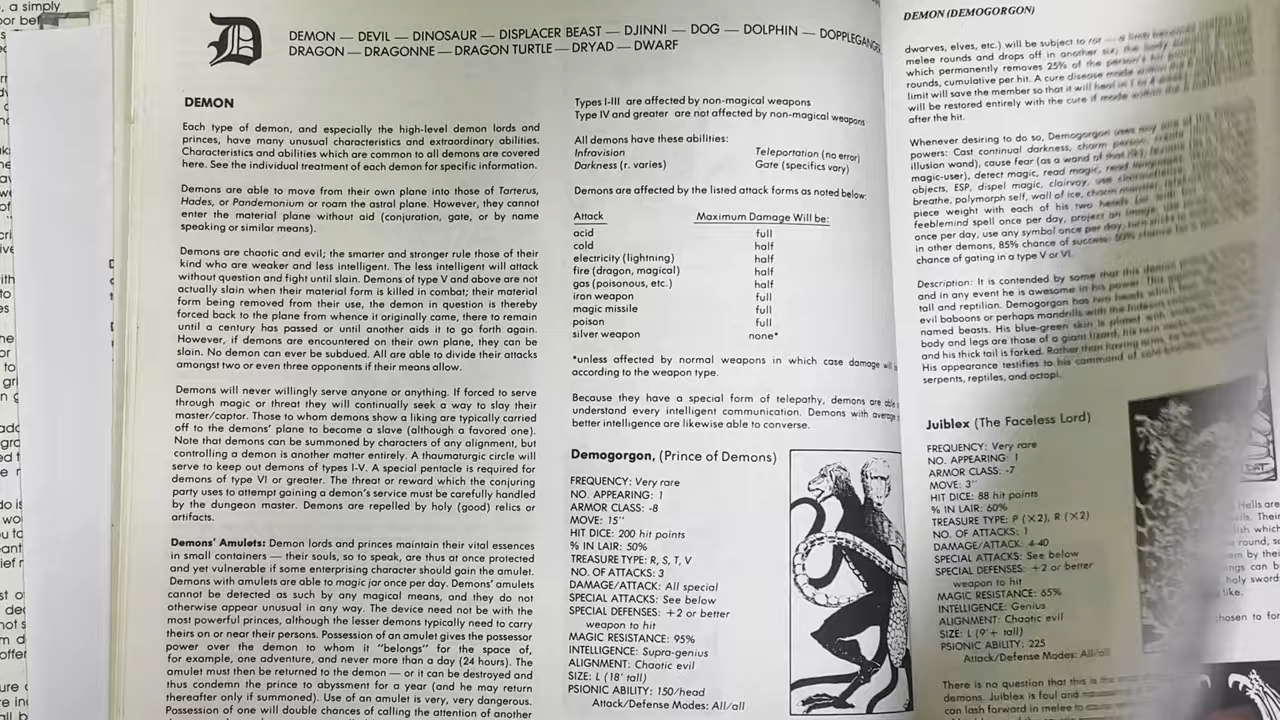 D
DEMON — DEVIL — DINOSAUR — DISPLACER BEAST — DJINNI — DOG — DOLPHIN — DOPPLEGANGER
DRAGON — DRAGONNE — DRAGON TURTLE — DRYAD — DWARF
DEMON
Each type of demon, and especially the high-level demon lords and
princes, have many unusual characteristics and extraordinary abilities.
Characteristics and abilities which are common to all demons are covered
here. See the individual treatment of each demon for specific information.
Demons are able to move from their own plane into those of Tarterus,
Hades, or Pandemonium or roam the astral plane. However, they cannot
enter the material plane without aid (conjuration, gate, or by name
speaking or similar means).
Demons are chaotic and evil; the smarter and stronger rule those of their
kind who are weaker and less intelligent. The less intelligent will attack
without question and fight until slain. Demons of type V and above are not
actually slain when their material form is killed in combat; their material
form being removed from their use, the demon in question is thereby
forced back to the plane from whence it originally came, there to remain
until a century has passed or until another aids it to go forth again.
However, if demons are encountered on their own plane, they can be
slain. No demon can ever be subdued. All are able to divide their attacks
amongst two or even three opponents if their means allow.
Demons will never willingly serve anyone or anything. If forced to serve
through magic or threat they will continually seek a way to slay their
master/captor. Those to whom demons show a liking are typically carried
off to the demons' plane to become a slave (although a favored one).
Note that demons can be summoned by characters of any alignment, but
controlling a demon is another matter entirely. A thaumaturgic circle will
serve to keep out demons of types I-V. A special pentacle is required for
demons of type VI or greater. The threat or reward which the conjuring
party uses to attempt gaining a demon's service must be carefully handled
by the dungeon master. Demons are repelled by holy (good) relics or
artifacts.
Demons' Amulets: Demon lords and princes maintain their vital essences
in small containers — their souls, so to speak, are thus at once protected
and yet vulnerable if some enterprising character should gain the amulet.
Demons with amulets are able to magic jar once per day. Demons' amulets
cannot be detected as such by any magical means, and they do not
otherwise appear unusual in any way. The device need not be with the
most powerful princes, although the lesser demons typically need to carry
theirs on or near their persons. Possession of an amulet gives the possessor
power over the demon to whom it "belongs" for the space of,
for example, one adventure, and never more than a day (24 hours). The
amulet must then be returned to the demon — or it can be destroyed and
thus condemn the prince to abyssment for a year (and he may return
thereafter only if summoned). Use of an amulet is very, very dangerous.
Possession of one will double chances of calling the attention of another
Types I-III are affected by non-magical weapons
Type IV and greater are not affected by non-magical weapons
All demons have these abilities:
Infravision Teleportation (no error)
Darkness (r. varies) Gate (specifics vary)
Demons are affected by the listed attack forms as noted below:
Attack Maximum Damage Will be:
acid full
cold half
electricity (lightning) half
fire (dragon, magical) half
gas (poisonous, etc.) half
iron weapon full
magic missile full
poison full
silver weapon none*
*unless affected by normal weapons in which case damage will
according to the weapon type.
Because they have a special form of telepathy, demons are able
understand every intelligent communication. Demons with average
better intelligence are likewise able to converse.
Demogorgon, (Prince of Demons)
FREQUENCY: Very rare
NO. APPEARING: 1
ARMOR CLASS: -8
MOVE: 15"
HIT DICE: 200 hit points
% IN LAIR: 50%
TREASURE TYPE: R, S, T, V
NO. OF ATTACKS: 3
DAMAGE/ATTACK: All special
SPECIAL ATTACKS: See below
SPECIAL DEFENSES: +2 or better
weapon to hit
MAGIC RESISTANCE: 95%
INTELLIGENCE: Supra-genius
ALIGNMENT: Chaotic evil
SIZE: L (18' tall)
PSIONIC ABILITY: 150/head
Attack/Defense Modes: All/all
DEMON (DEMOGORGON)
dwarves, elves, etc.) will be subject to rot
melee rounds and drops off in another six; the
which permanently removes 25% of the person's hit
rounds, cumulative per hit. A cure disease made within
limit will save the member so that it will heal in 1 to 4
will be restored entirely with the cure if made within the
after the hit.
Whenever desiring to do so, Demogorgon uses any one of
powers: Cast continual darkness, charm person,
illusion wand), cause fear (as a wand of that
magic-user), detect magic, read magic, read languages
objects, ESP, dispel magic, clairvoy, use
breathe, polymorph self, wall of ice, charm monster,
piece weight with each of his two heads (or
feeblemind spell once per day, project an image
once per day, use any symbol once per day, turn
in other demons, 85% chance of success;
chance of gating in a type V or VI.
Description: It is contended by some that this demon
and in any event he is awesome in his power.
tall and reptilian. Demogorgon has two heads which
evil baboons or perhaps mandrills with the
named beasts. His blue-green skin is plated with
body and legs are those of a giant lizard, his twin necks
and his thick tail is forked. Rather than having arms,
His appearance testifies to his command of cold-blooded
serpents, reptiles, and octopi.
Juiblex (The Faceless Lord)
FREQUENCY: Very rare
NO. APPEARING: 1
ARMOR CLASS: -7
MOVE: 3"
HIT DICE: 88 hit points
% IN LAIR: 60%
TREASURE TYPE: P (X2), R (X2)
NO. OF ATTACKS: 1
DAMAGE/ATTACK: 4-40
SPECIAL ATTACKS: See below
SPECIAL DEFENSES: +2 or better
weapon to hit
MAGIC RESISTANCE: 65%
INTELLIGENCE: Genius
ALIGNMENT: Chaotic evil
SIZE: L (9'+ tall)
PSIONIC ABILITY: 225
Attack/Defense Modes: All/all
There is no question that this is the
demons. Juiblex is foul and
can lash forward in melee to